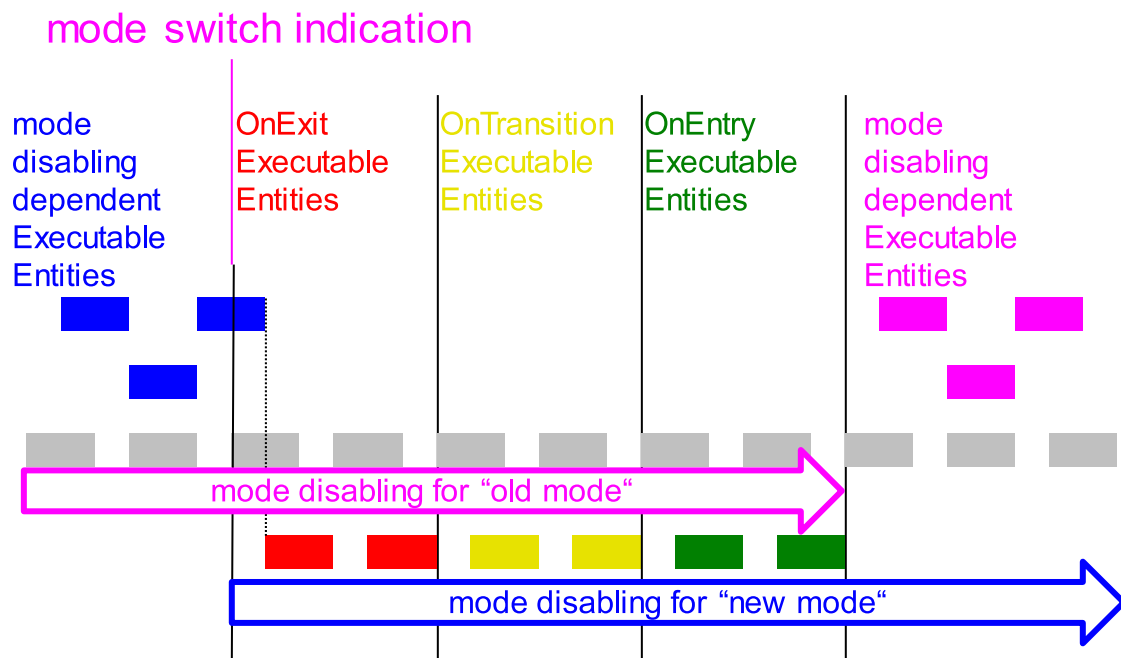 mode switch indication
mode
disabling
dependent
Executable
Entities
OnExit
Executable
Entities
OnTransition
Executable
Entities
OnEntry
Executable
Entities
mode
disabling
dependent
Executable
Entities
mode disabling for “old mode“
mode disabling for “new mode“